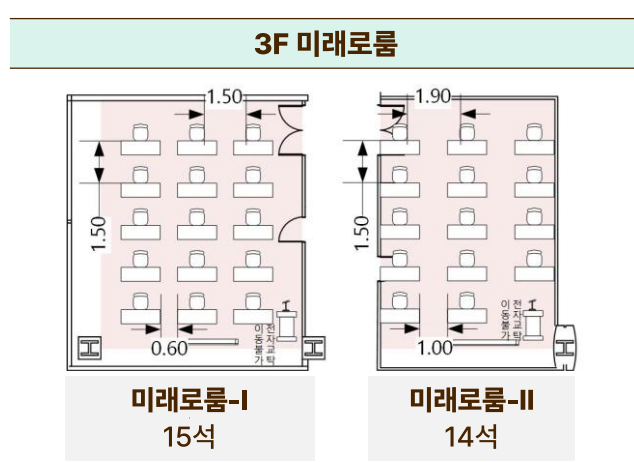 3F 미래로룸
1.50
1.50
0.60
전자교탁
이동불가
미래로룸-I
15석
1.90
1.50
1.00
전자교탁
이동불가
미래로룸-II
14석